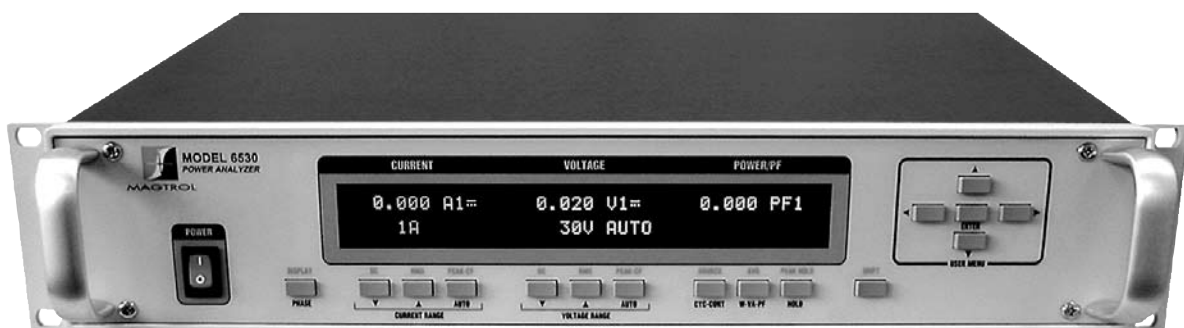 MODEL 6530
POWER ANALYZER
MAGTROL
POWER
I
O
CURRENT VOLTAGE POWER/PF
0.000 A1 0.020 V1 0.000 PF1
1A 30V AUTO
DISPLAY DC RMS PEAK-CF DC RMS PEAK-CF SOURCE AVG PEAK HOLD SHIFT
PHASE AUTO AUTO CYC-CONT W-VA-PF HOLD
CURRENT RANGE VOLTAGE RANGE
ENTER
USER MENU